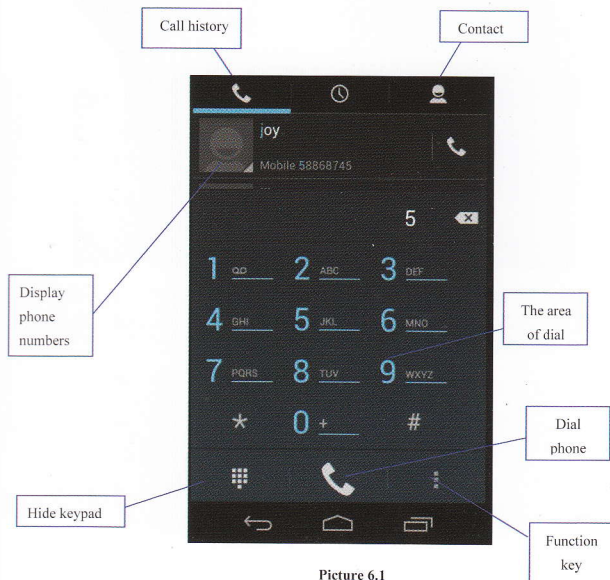 Call history
Contact
joy
Mobile 58868745
...
5
1
2 ABC
3 DEF
Display
phone
numbers
4 GHI
5 JKL
6 MNO
The area
of dial
7 PQRS
8 TUV
9 WXYZ
* 0 + #
Dial
phone
Hide keypad
Function
key
Picture 6.1